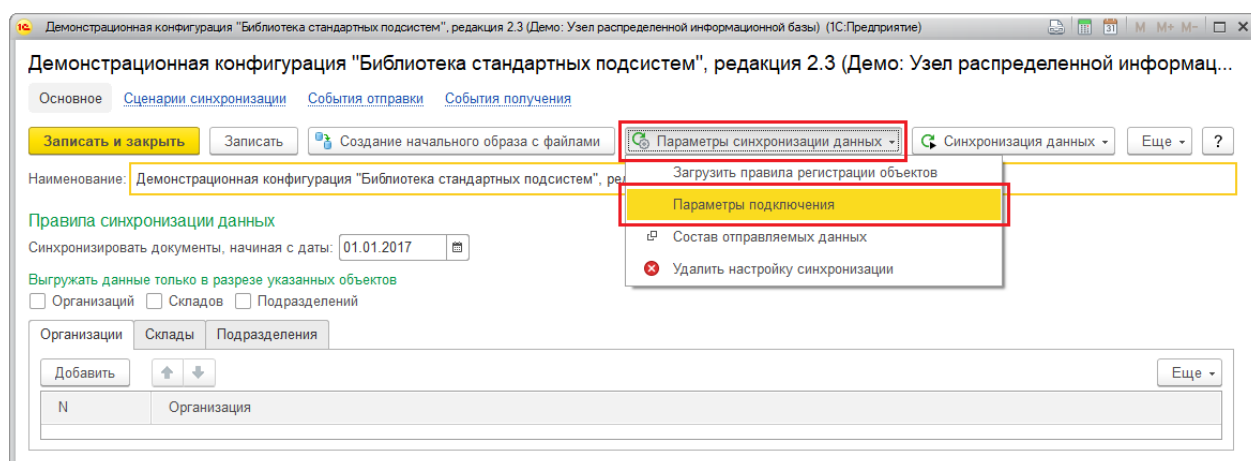 Демонстрационная конфигурация "Библиотека стандартных подсистем", редакция 2.3 (Демо: Узел распределенной информационной базы) (1С:Предприятие)
31 M M+ M-
Демонстрационная конфигурация "Библиотека стандартных подсистем", редакция 2.3 (Демо: Узел распределенной информац...
Основное Сценарии синхронизации События отправки События получения
Записать и закрыть Записать Создание начального образа с файлами Параметры синхронизации данных Синхронизация данных Еще ?
Наименование: Демонстрационная конфигурация "Библиотека стандартных подсистем", ре
Загрузить правила регистрации объектов
Параметры подключения
Состав отправляемых данных
Удалить настройку синхронизации
Правила синхронизации данных
Синхронизировать документы, начиная с даты: 01.01.2017
Выгружать данные только в разрезе указанных объектов
Организаций Складов Подразделений
Организации Склады Подразделения
Добавить Еще
N Организация